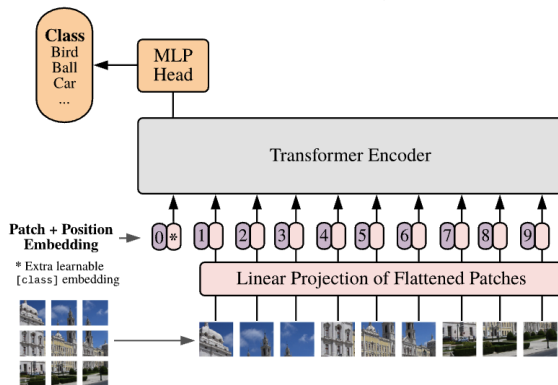 Class
Bird
Ball
Car
...
MLP
Head
Transformer Encoder
Patch + Position
Embedding
0 * 1 2 3 4 5 6 7 8 9
* Extra learnable
[class] embedding
Linear Projection of Flattened Patches